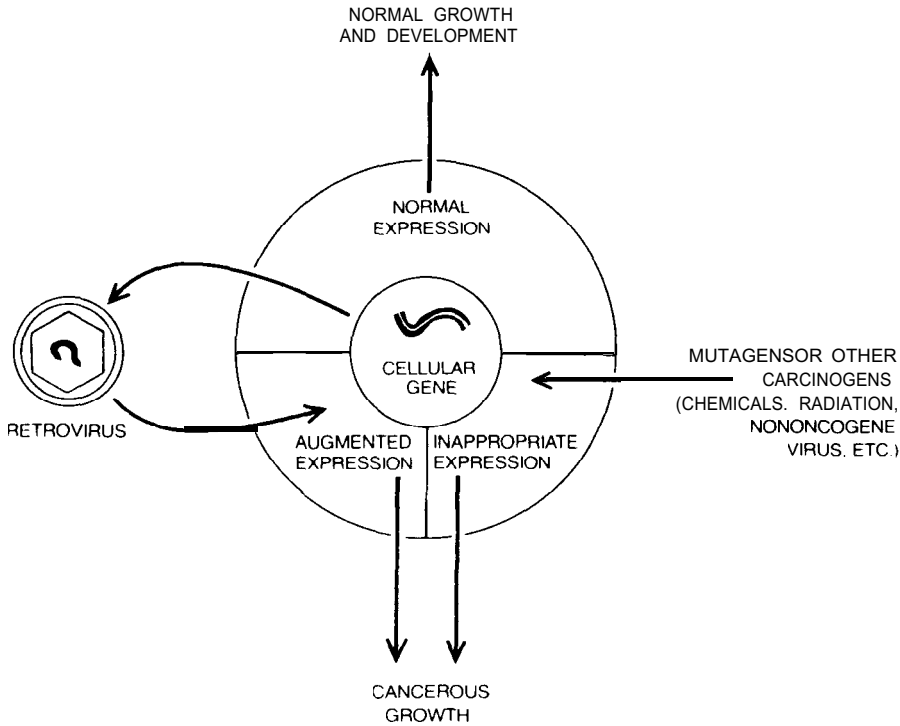 NORMAL GROWTH
AND DEVELOPMENT
NORMAL
EXPRESSION
CELLULAR
GENE
RETROVIRUS
AUGMENTED
EXPRESSION
INAPPROPRIATE
EXPRESSION
MUTAGENSOR OTHER
CARCINOGENS
(CHEMICALS. RADIATION,
NONONCOGENE
VIRUS. ETC.)
CANCEROUS
GROWTH